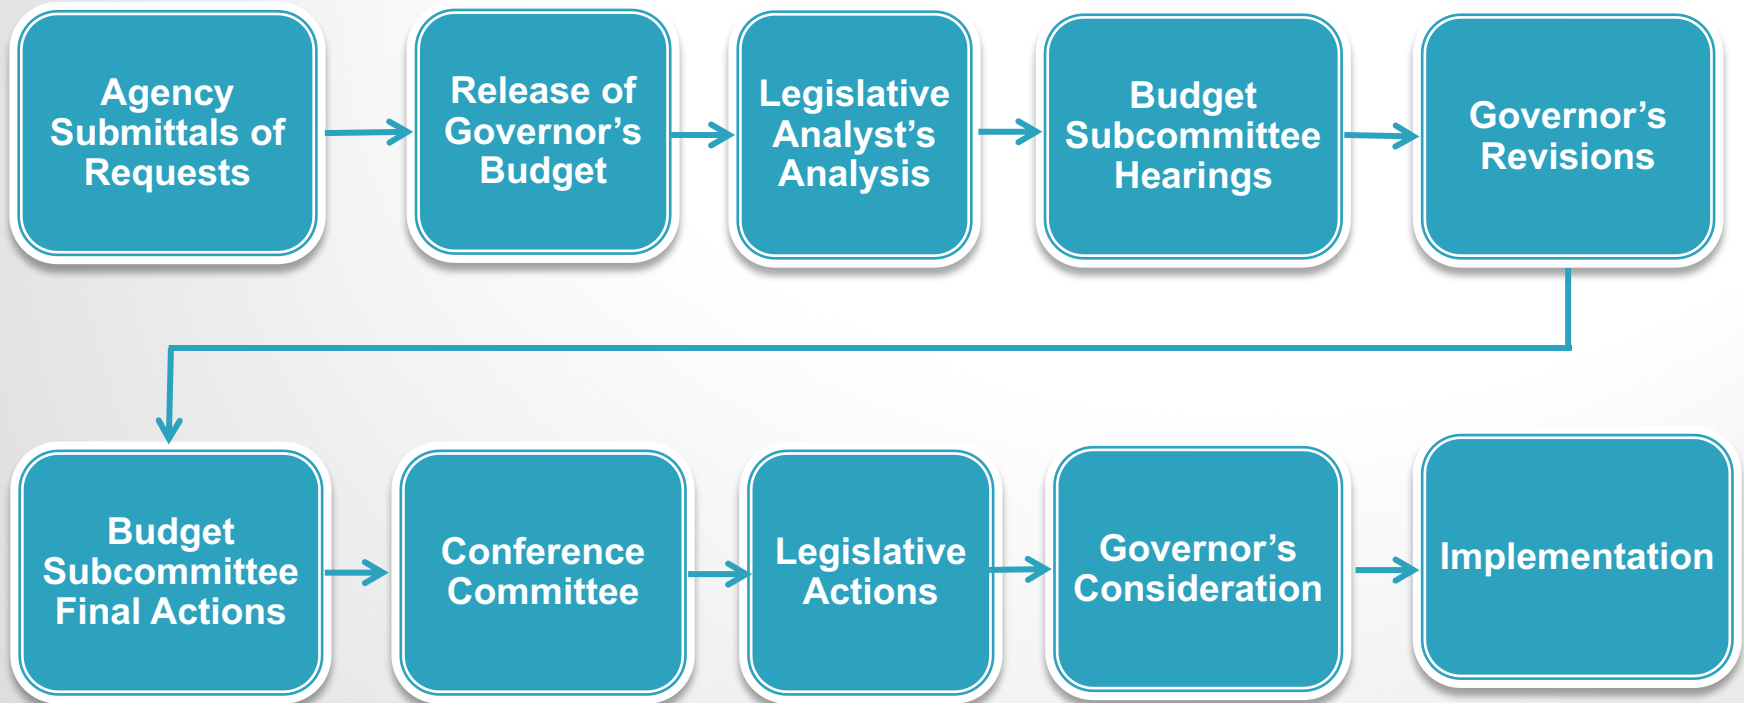 Agency
Submittals of
Requests
Release of
Governor’s
Budget
Legislative
Analyst’s
Analysis
Budget
Subcommittee
Hearings
Governor’s
Revisions
Budget
Subcommittee
Final Actions
Conference
Committee
Legislative
Actions
Governor’s
Consideration
Implementation